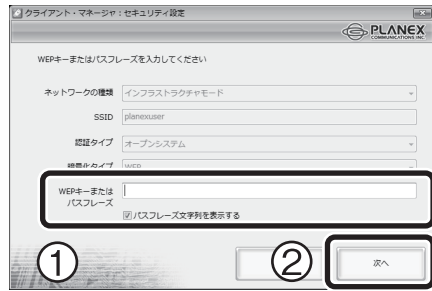 クライアント・マネージャ：セキュリティ設定
PLANEX
COMMUNICATIONS INC.
WEPキーまたはパスフレーズを入力してください
ネットワークの種類 インフラストラクチャモード
SSID planexuser
認証タイプ オープンシステム
暗号化タイプ WEP
WEPキーまたは
パスフレーズ
パスフレーズ文字列を表示する
① ② 次へ